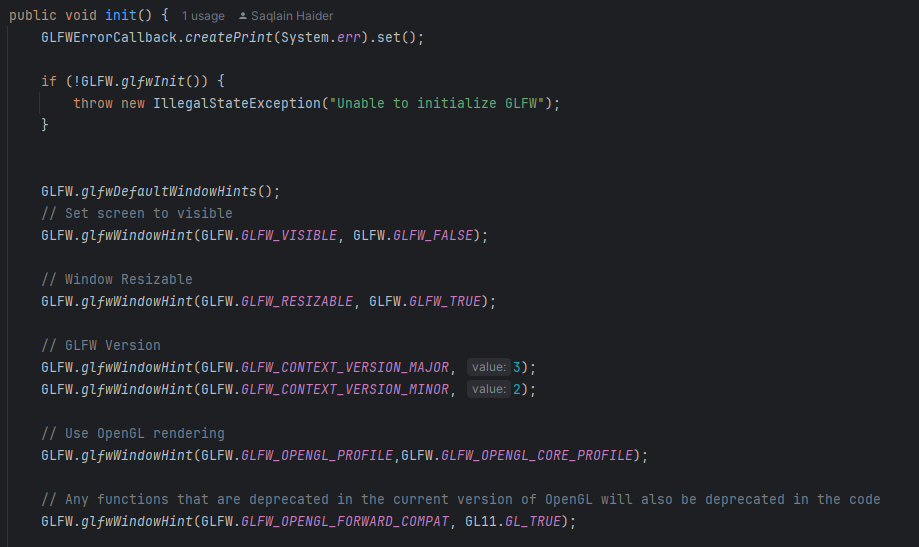 public void init() { 1 usage Saqlain Haider
GLFWErrorCallback.createPrint(System.err).set();
if (!GLFW.glfwInit()) {
throw new IllegalStateException("Unable to initialize GLFW");
}
GLFW.glfwDefaultWindowHints();
// Set screen to visible
GLFW.glfwWindowHint(GLFW.GLFW_VISIBLE, GLFW.GLFW_FALSE);
// Window Resizable
GLFW.glfwWindowHint(GLFW.GLFW_RESIZABLE, GLFW.GLFW_TRUE);
// GLFW Version
GLFW.glfwWindowHint(GLFW.GLFW_CONTEXT_VERSION_MAJOR, value: 3);
GLFW.glfwWindowHint(GLFW.GLFW_CONTEXT_VERSION_MINOR, value: 2);
// Use OpenGL rendering
GLFW.glfwWindowHint(GLFW.GLFW_OPENGL_PROFILE,GLFW.GLFW_OPENGL_CORE_PROFILE);
// Any functions that are deprecated in the current version of OpenGL will also be deprecated in the code
GLFW.glfwWindowHint(GLFW.GLFW_OPENGL_FORWARD_COMPAT, GL11.GL_TRUE);